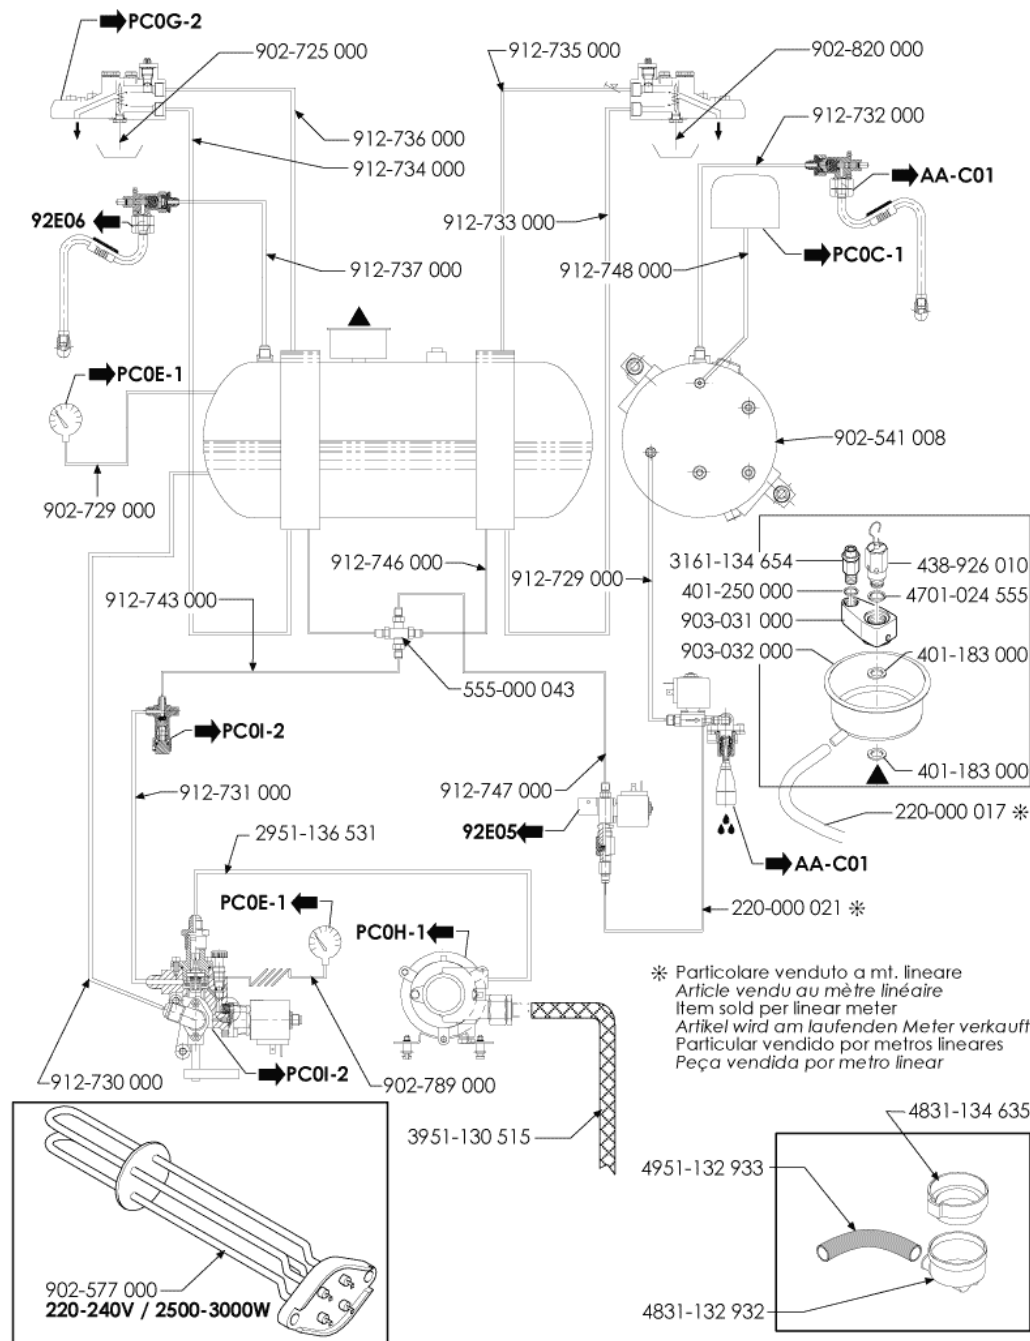 PC0G-2
902-725 000
912-735 000
902-820 000
912-736 000
912-734 000
912-732 000
AA-C01
92E06
912-733 000
912-737 000
912-748 000
PC0C-1
PC0E-1
902-541 008
902-729 000
912-746 000
912-729 000
912-743 000
3161-134 654
438-926 010
401-250 000
4701-024 555
903-031 000
903-032 000
401-183 000
555-000 043
PC0I-2
401-183 000
912-731 000
912-747 000
220-000 017 ※
2951-136 531
92E05
AA-C01
PC0E-1
PC0H-1
220-000 021 ※
※ Particolare venduto a mt. lineare
Article vendu au mètre linéaire
Item sold per linear meter
Artikel wird am laufenden Meter verkauft
Particular vendido por metros lineares
Peça vendida por metro linear
912-730 000
PC0I-2
902-789 000
3951-130 515
4831-134 635
4951-132 933
902-577 000
220-240V / 2500-3000W
4831-132 932